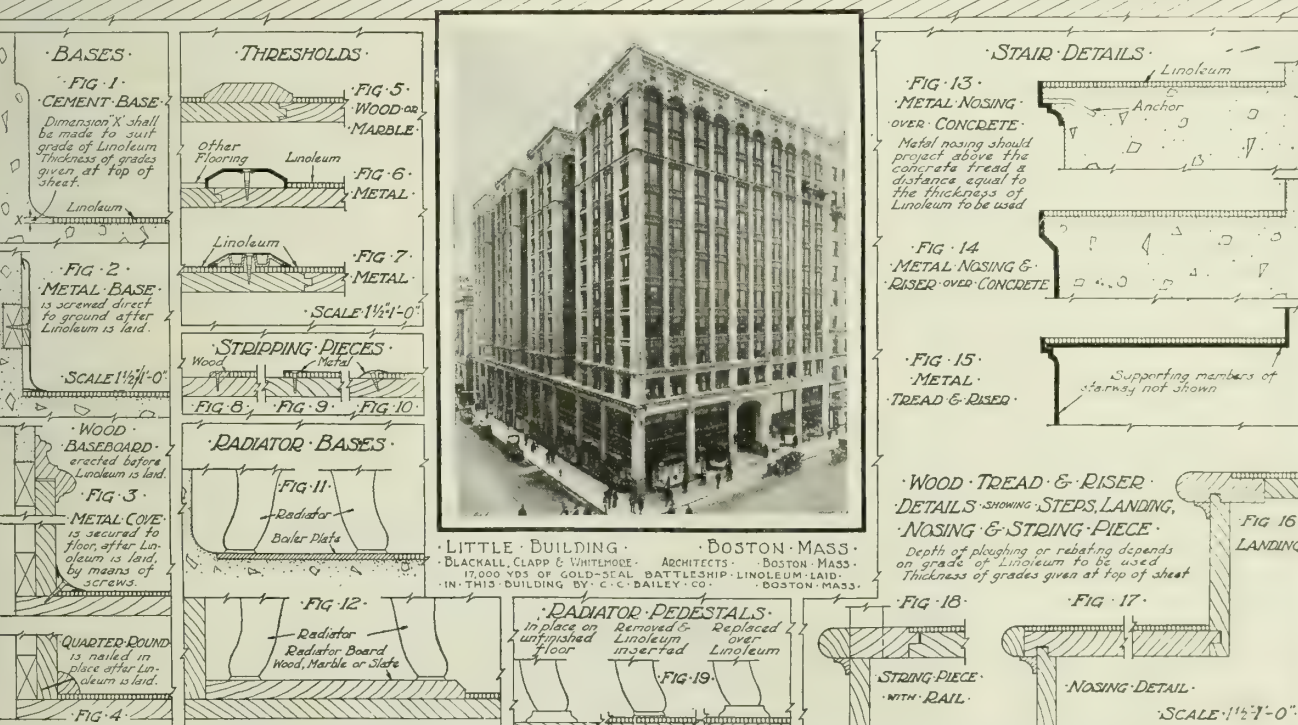 ·BASES·
·FIG·1·
·CEMENT·BASE·
Dimension "X" shall
be made to suit
grade of Linoleum
Thickness of grades
given at top of
sheet.
Linoleum
X
·FIG·2·
·METAL·BASE·
is screwed direct
to ground after
Linoleum is laid.
·SCALE 1½"=1'-0"
·WOOD·
BASEBOARD·
erected before
Linoleum is laid.
·FIG·3·
·METAL·COVE·
is secured to
floor, after Lin-
oleum is laid,
by means of
screws.
QUARTER·ROUND
is nailed in
place after Lin-
oleum is laid.
·FIG·4·
·THRESHOLDS·
·FIG·5·
·WOOD·OR
·MARBLE·
Other
Flooring
Linoleum
·FIG·6·
·METAL·
Linoleum
·FIG·7·
·METAL·
·SCALE·1½"=1'-0"
·STRIPPING·PIECES·
Wood
Metal
·FIG·8·
·FIG·9·
·FIG·10·
·RADIATOR·BASES·
·FIG·11·
Radiator
Boiler Plate
·FIG·12·
Radiator
Radiator Board
Wood, Marble or Slate
·LITTLE·BUILDING· ·BOSTON·MASS·
·BLACKALL, CLAPP & WHITEMORE· ARCHITECTS· ·BOSTON·MASS·
17,000 YDS OF GOLD-SEAL BATTLESHIP·LINOLEUM·LAID·
·IN·THIS·BUILDING·BY·C·C·BAILEY·CO· ·BOSTON·MASS·
·RADIATOR·PEDESTALS·
In place on
unfinished
floor
Removed &
Linoleum
inserted
Replaced
over
Linoleum
·FIG·19·
·STAIR·DETAILS·
·FIG·13·
·METAL·NOSING·
·OVER·CONCRETE·
Metal nosing should
project above the
concrete tread a
distance equal to
the thickness of
Linoleum to be used
Linoleum
Anchor
·FIG·14
·METAL·NOSING·&
·RISER·OVER·CONCRETE
·FIG·15
·METAL·
TREAD·&·RISER·
Supporting members of
stairway not shown
·WOOD·TREAD·&·RISER·
DETAILS·SHOWING·STEPS, LANDING,
·NOSING·&·STRING·PIECE·
Depth of ploughing or rebating depends
on grade of Linoleum to be used
Thickness of grades given at top of sheet
·FIG·16
LANDING
·FIG·18·
·STRING·PIECE·
·WITH·RAIL·
·FIG·17·
·NOSING·DETAIL·
·SCALE·1½"=1'-0"·